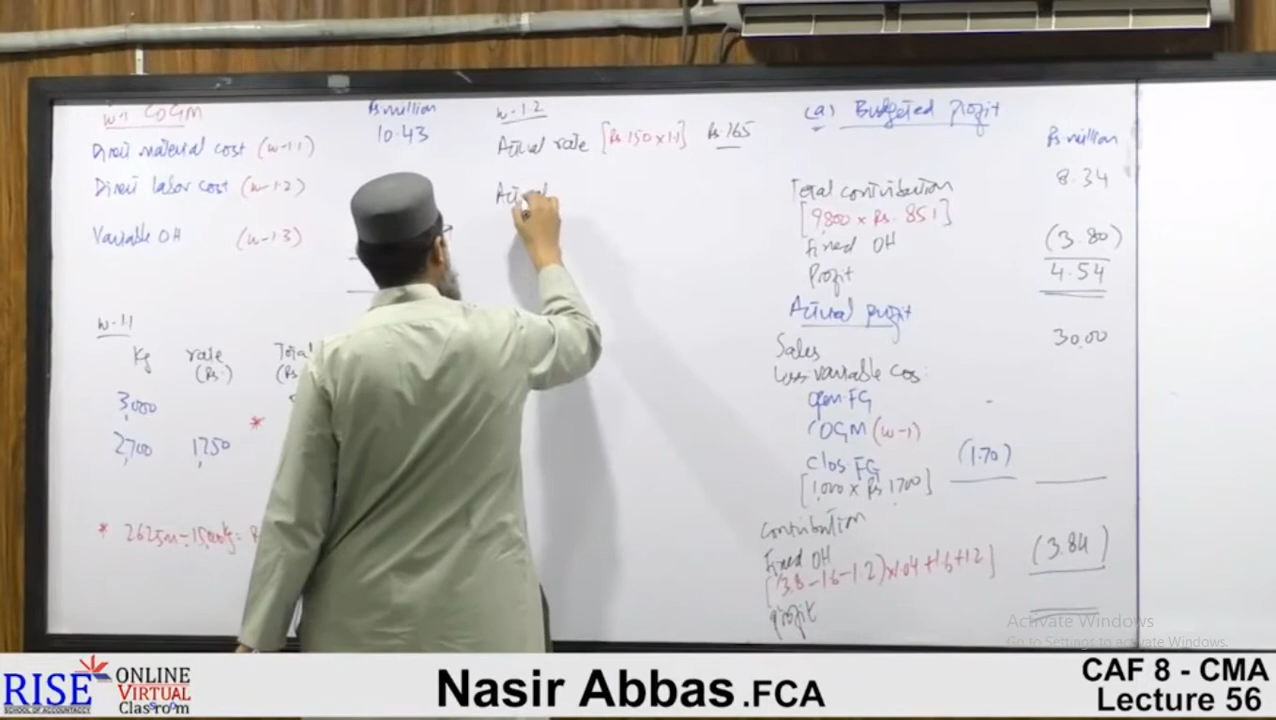 W-1 COGM
Rs million
Direct material cost (W-1.1)
10.43
Direct labor cost (W-1.2)
Variable OH (W-1.3)
W-1.1
Kg rate Total
(Rs.) (Rs
3,000
*
2,700 1750
* 2625m ÷ 1500kg =
W-1.2
Actual rate [Rs.150 x 1.1] Rs.165
Actual
(a) Budgeted profit
Rs million
Total contribution 8.34
[9800 x Rs. 851]
Fixed OH (3.80)
Profit 4.54
Actual profit
Sales 30.00
Less variable cos:
Open FG -
COGM (W-1)
Clos. FG (1.70)
[1,000 x Rs 1,700]
Contribution
Fixed OH (3.84)
[3.8-1.6-1.2) x 1.04+1.6+1.2]
Profit
Activate Windows
Go to Settings to activate Windows.
RISE ONLINE VIRTUAL Classroom
SCHOOL OF ACCOUNTANCY
Nasir Abbas .FCA
CAF 8 - CMA
Lecture 56